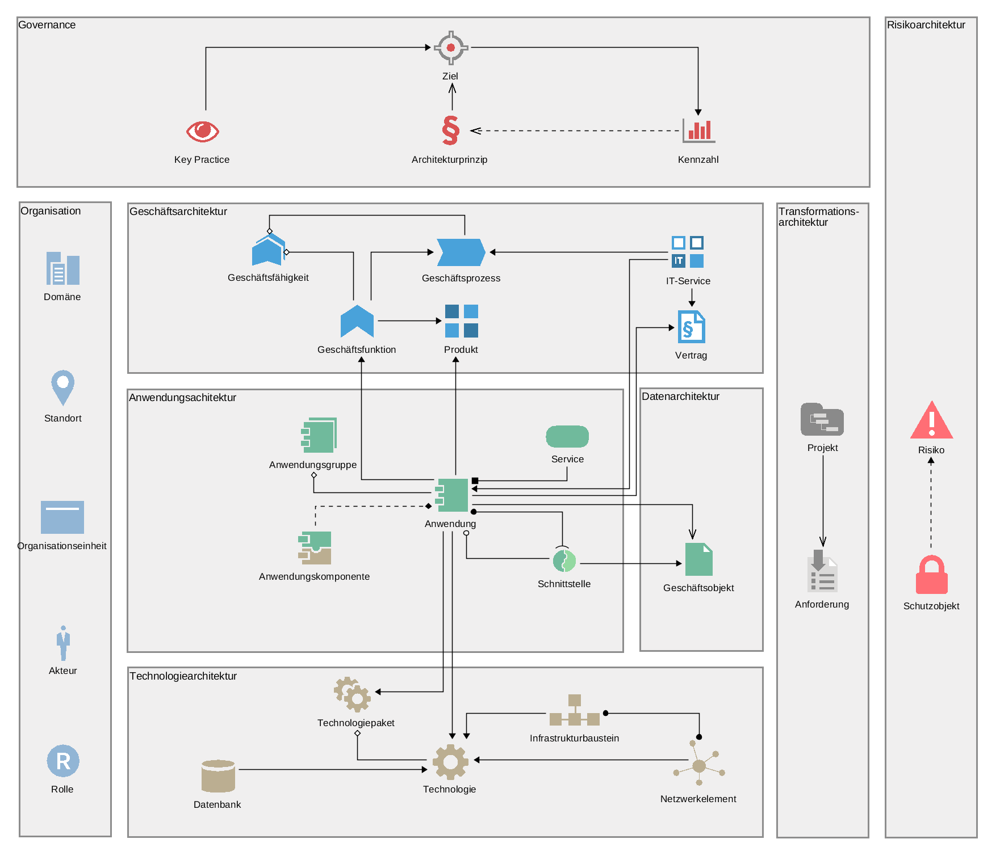 Governance
Risikoarchitektur
Ziel
Key Practice
Architekturprinzip
Kennzahl
Organisation
Geschäftsarchitektur
Transformations-
architektur
Geschäftsfähigkeit
Geschäftsprozess
IT
IT-Service
Domäne
§
Geschäftsfunktion
Produkt
Vertrag
Anwendungsachitektur
Datenarchitektur
Standort
Projekt
Risiko
Anwendungsgruppe
Service
Anwendung
Organisationseinheit
Anwendungskomponente
Schnittstelle
Geschäftsobjekt
Anforderung
Schutzobjekt
Akteur
Technologiearchitektur
Technologiepaket
Infrastrukturbaustein
R
Rolle
Technologie
Datenbank
Netzwerkelement